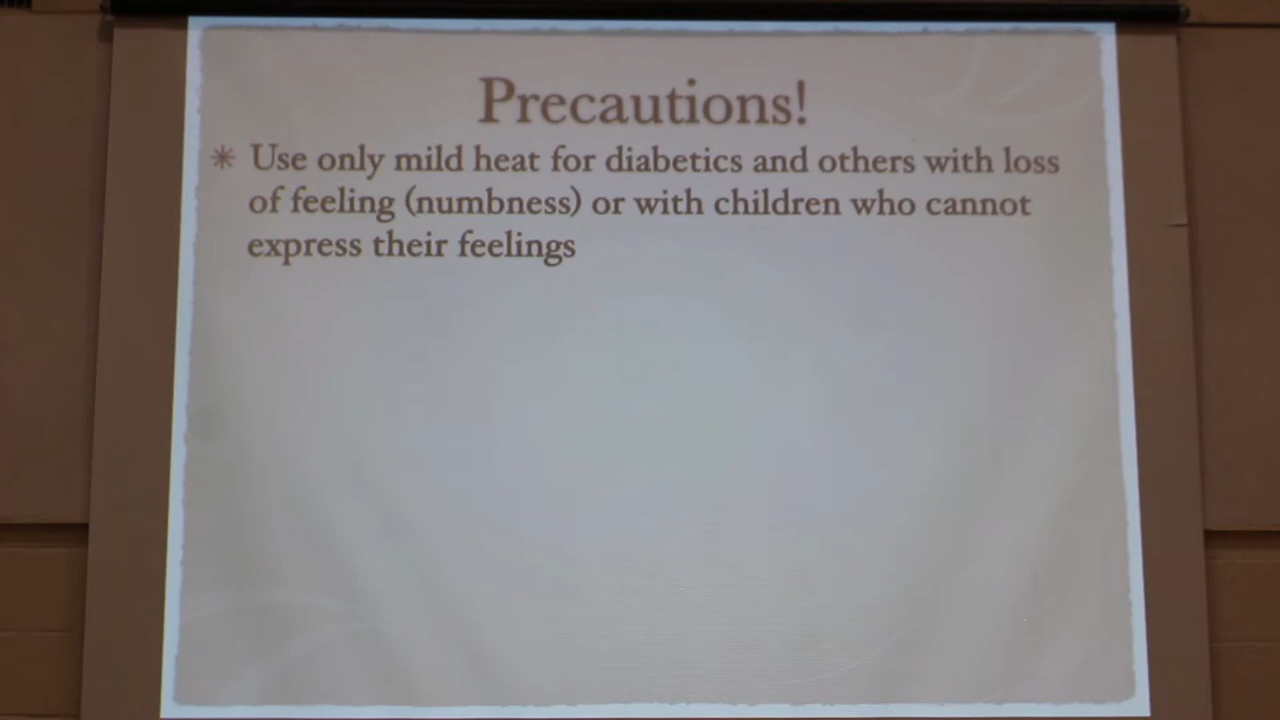 Precautions!
✳ Use only mild heat for diabetics and others with loss
of feeling (numbness) or with children who cannot
express their feelings